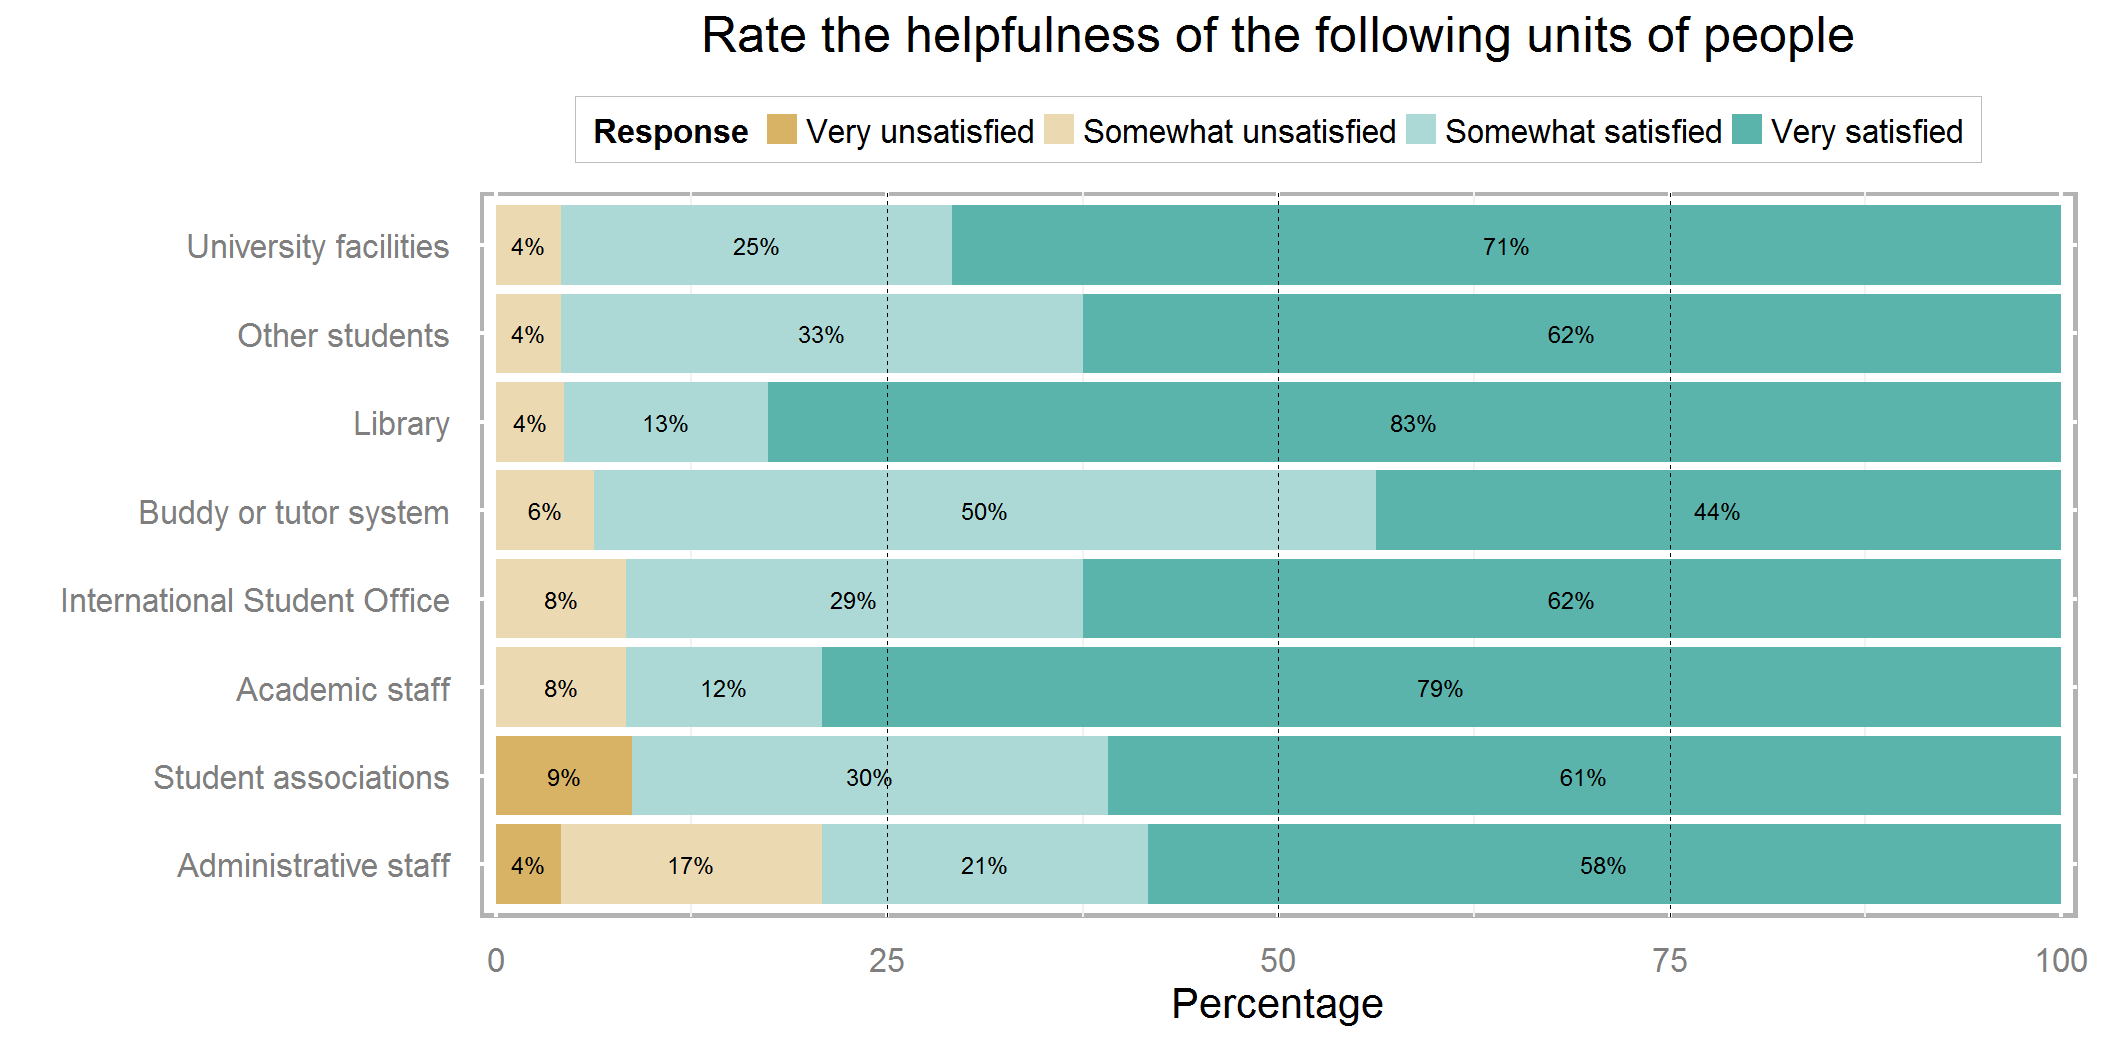 Rate the helpfulness of the following units of people
Response Very unsatisfied Somewhat unsatisfied Somewhat satisfied Very satisfied
University facilities 4% 25% 71%
Other students 4% 33% 62%
Library 4% 13% 83%
Buddy or tutor system 6% 50% 44%
International Student Office 8% 29% 62%
Academic staff 8% 12% 79%
Student associations 9% 30% 61%
Administrative staff 4% 17% 21% 58%
0 25 50 75 100
Percentage